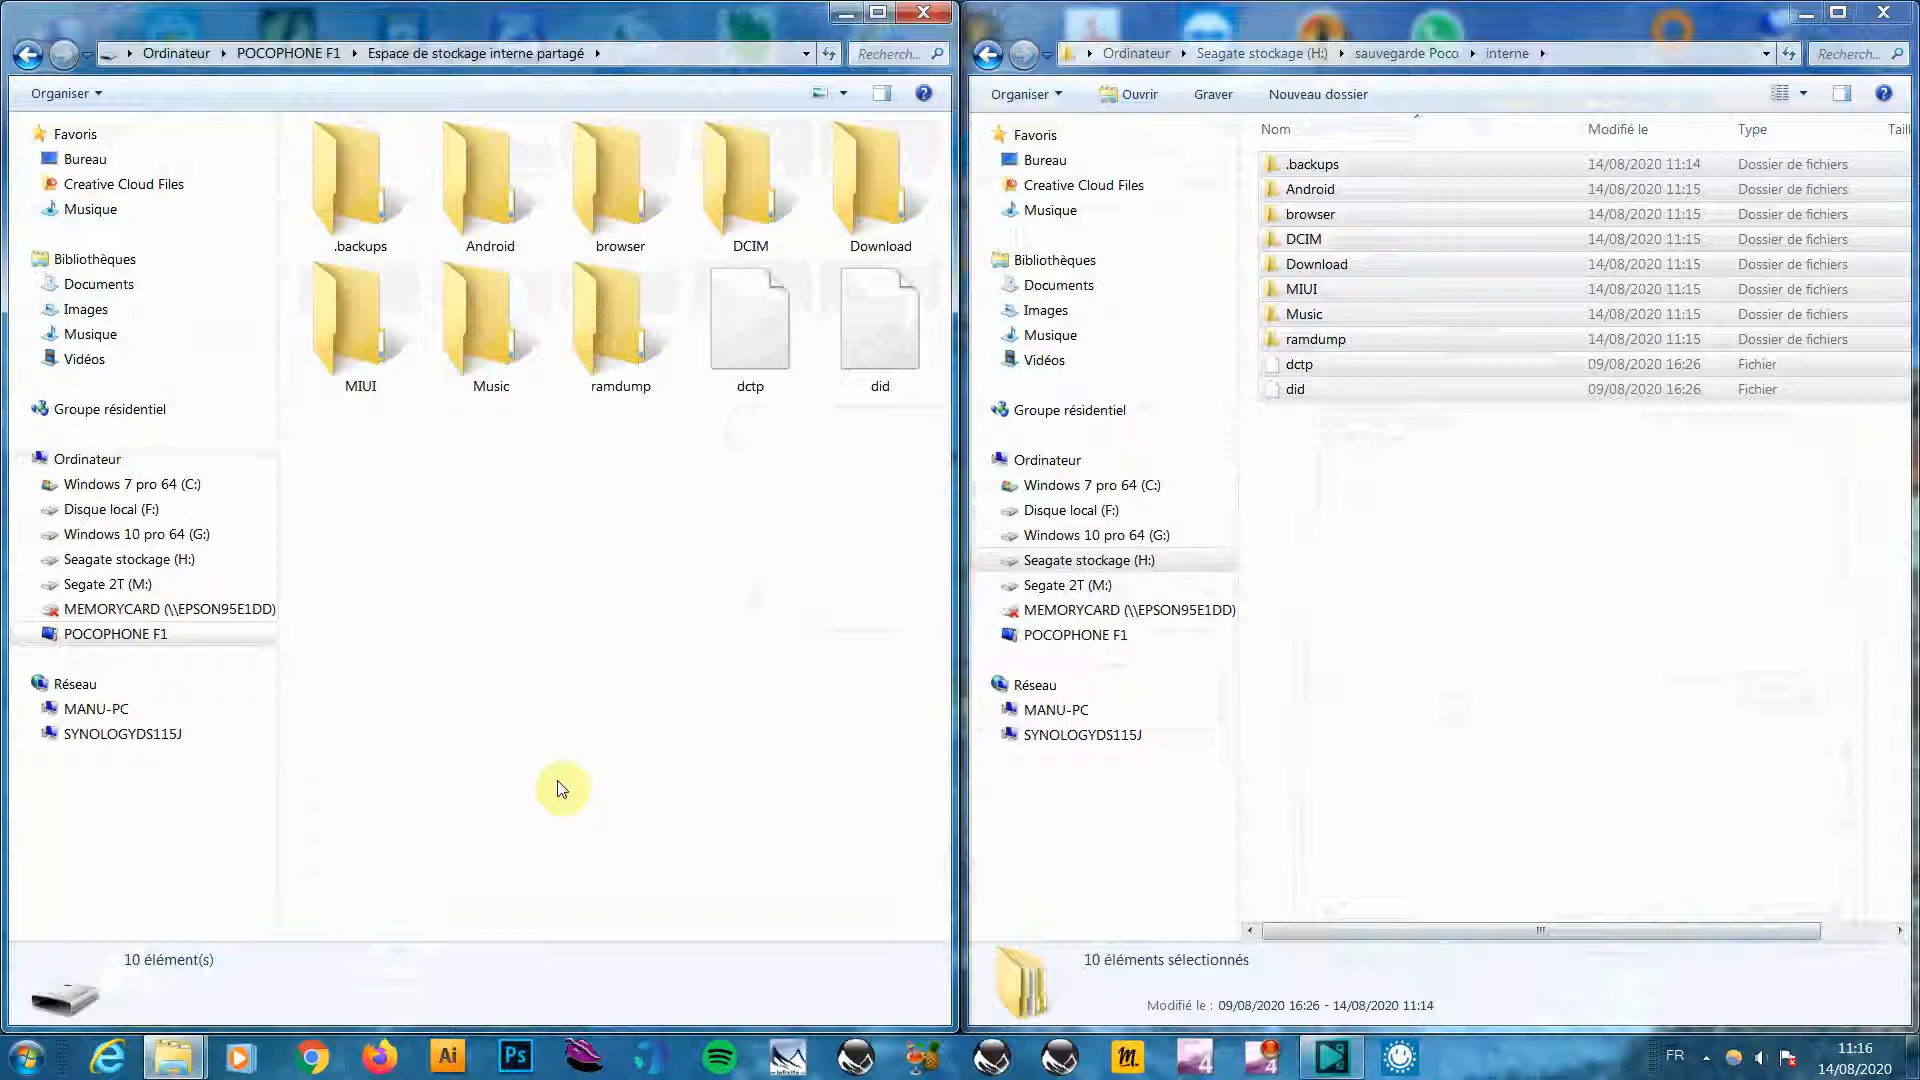 Ordinateur POCOPHONE F1 Espace de stockage interne partagé
Recherch...
Organiser
Favoris
Bureau
Creative Cloud Files
Musique
Bibliothèques
Documents
Images
Musique
Vidéos
Groupe résidentiel
Ordinateur
Windows 7 pro 64 (C:)
Disque local (F:)
Windows 10 pro 64 (G:)
Seagate stockage (H:)
Segate 2T (M:)
MEMORYCARD (\\EPSON95E1DD)
POCOPHONE F1
Réseau
MANU-PC
SYNOLOGYDS115J
.backups Android browser DCIM Download
MIUI Music ramdump dctp did
10 élément(s)
Ordinateur Seagate stockage (H:) sauvegarde Poco interne
Recherch...
Organiser Ouvrir Graver Nouveau dossier
Favoris
Bureau
Creative Cloud Files
Musique
Bibliothèques
Documents
Images
Musique
Vidéos
Groupe résidentiel
Ordinateur
Windows 7 pro 64 (C:)
Disque local (F:)
Windows 10 pro 64 (G:)
Seagate stockage (H:)
Segate 2T (M:)
MEMORYCARD (\\EPSON95E1DD)
POCOPHONE F1
Réseau
MANU-PC
SYNOLOGYDS115J
Nom Modifié le Type Taill
.backups 14/08/2020 11:14 Dossier de fichiers
Android 14/08/2020 11:15 Dossier de fichiers
browser 14/08/2020 11:15 Dossier de fichiers
DCIM 14/08/2020 11:15 Dossier de fichiers
Download 14/08/2020 11:15 Dossier de fichiers
MIUI 14/08/2020 11:15 Dossier de fichiers
Music 14/08/2020 11:15 Dossier de fichiers
ramdump 14/08/2020 11:15 Dossier de fichiers
dctp 09/08/2020 16:26 Fichier
did 09/08/2020 16:26 Fichier
10 éléments sélectionnés
Modifié le : 09/08/2020 16:26 - 14/08/2020 11:14
Ai Ps m. 4 4
FR
11:16
14/08/2020